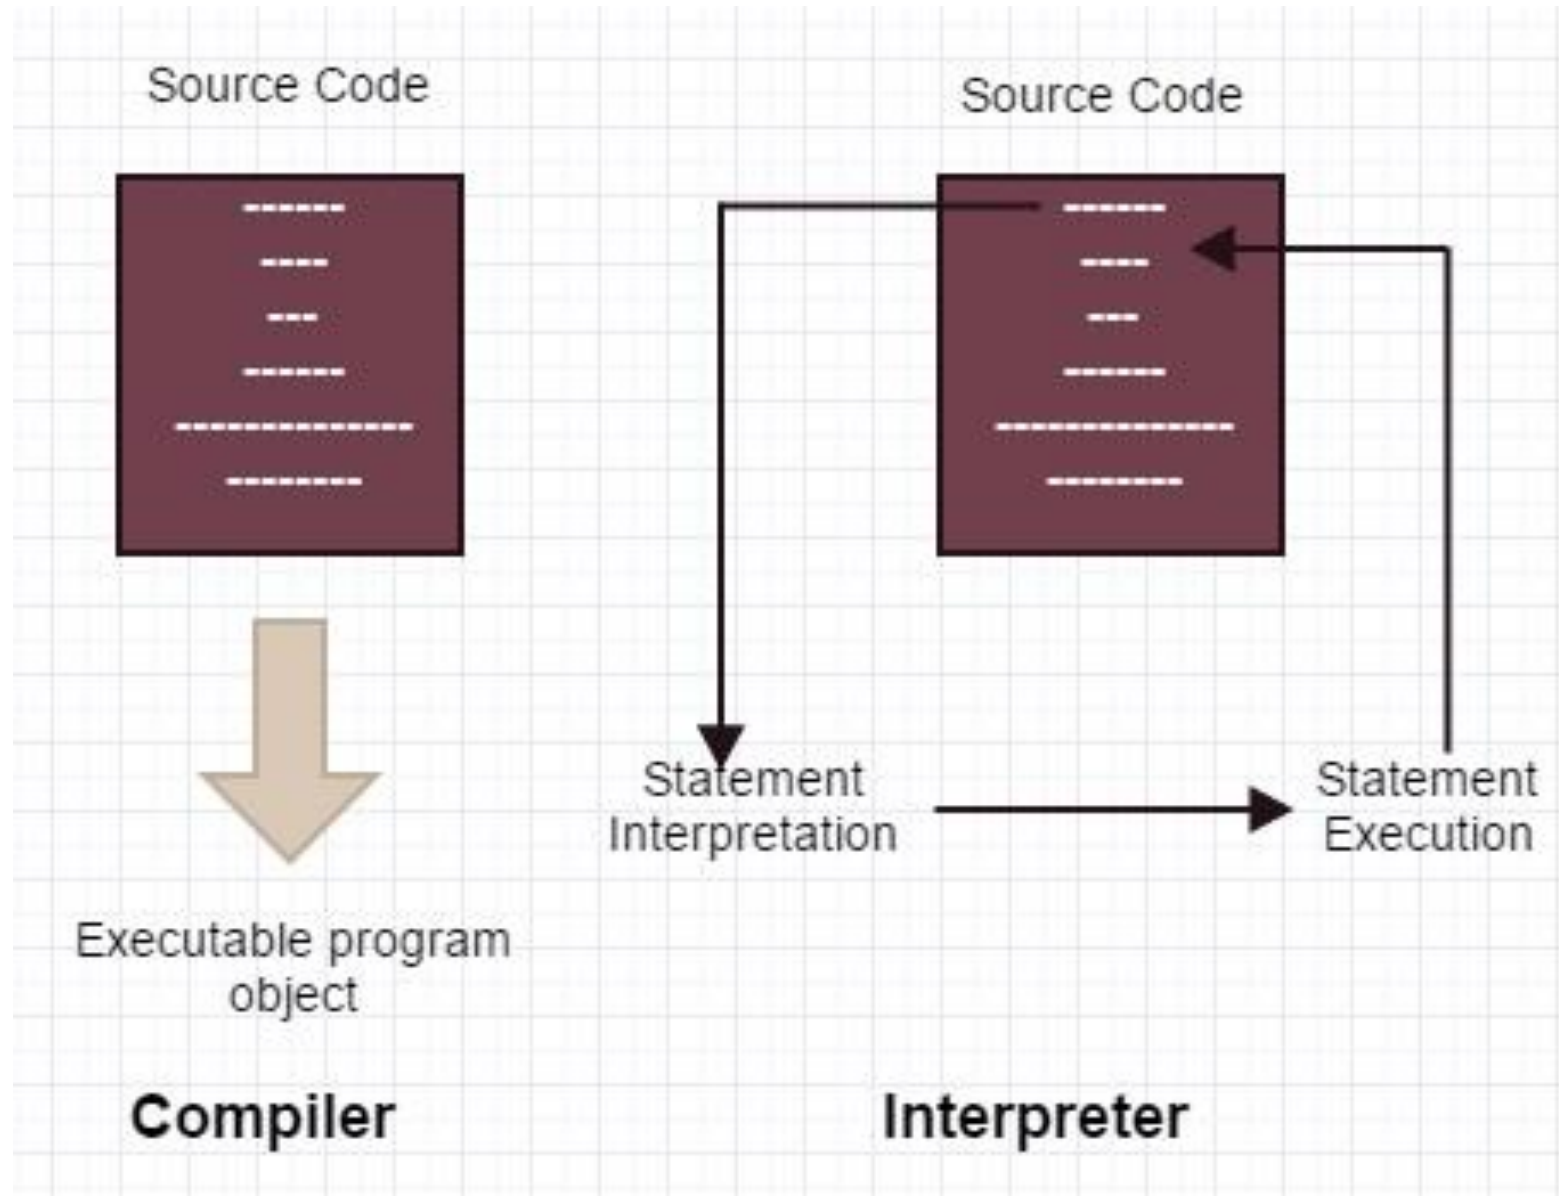 Source Code
------
----
---
------
--------------
--------
Executable program
object
Compiler
Source Code
------
----
---
------
--------------
--------
Statement
Interpretation
Statement
Execution
Interpreter